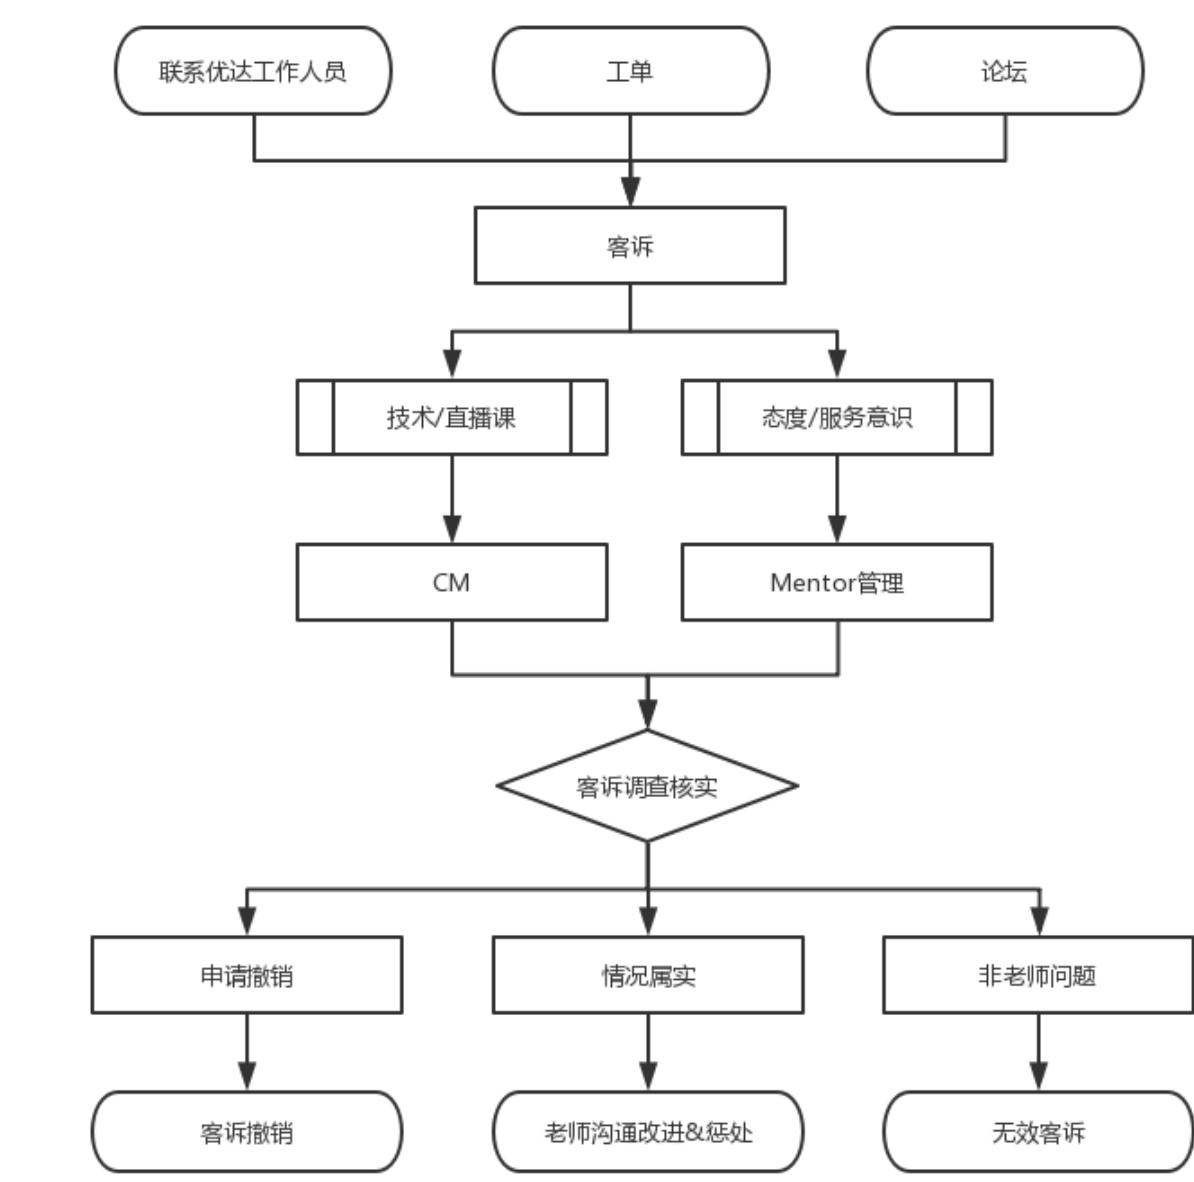 联系优达工作人员
工单
论坛
客诉
技术/直播课
态度/服务意识
CM
Mentor管理
客诉调查核实
申请撤销
情况属实
非老师问题
客诉撤销
老师沟通改进&惩处
无效客诉